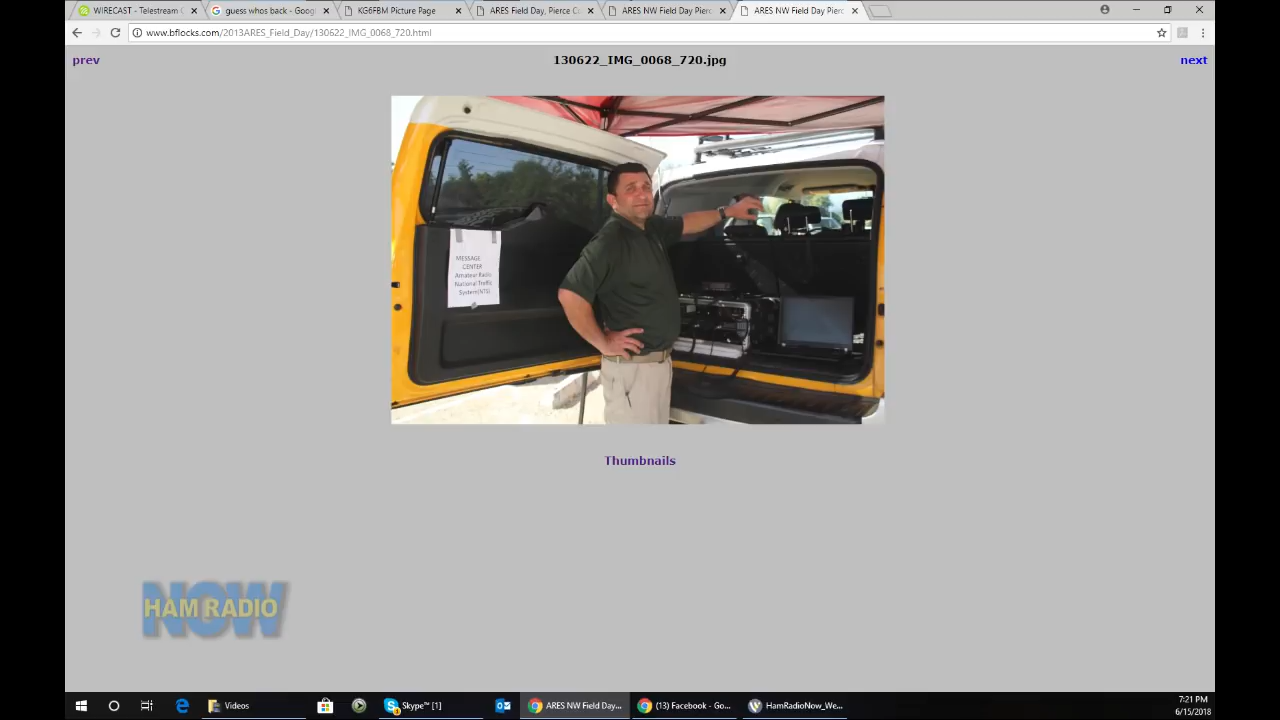 WIRECAST - Telestream C
guess whos back - Goog
KG6FBM Picture Page
ARES Field Day, Pierce C
ARES NW Field Day Pierc
ARES NW Field Day Pierc
www.bflocks.com/2013ARES_Field_Day/130622_IMG_0068_720.html
prev
130622_IMG_0068_720.jpg
next
MESSAGE
CENTER
Amateur Radio
National Traffic
System(NTS)
Thumbnails
NOW
HAM RADIO
Videos
Skype™ [1]
ARES NW Field Day...
(13) Facebook - Go...
HamRadioNow_We...
7:21 PM
6/15/2018